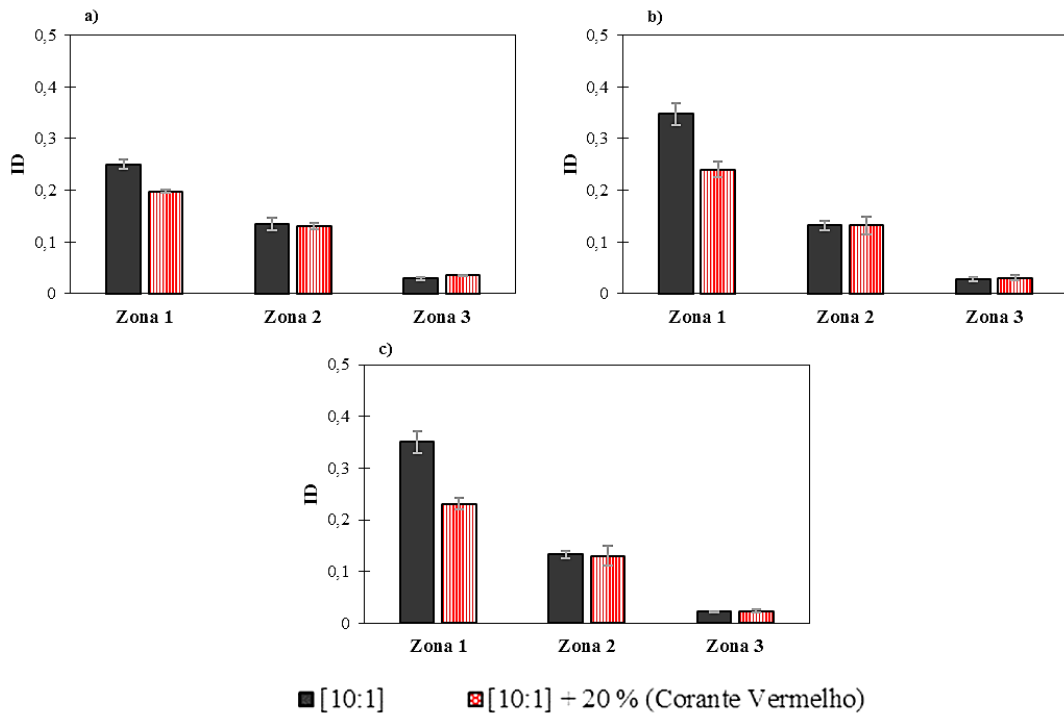 a)
0,5
0,4
0,3
0,2
0,1
0
ID
Zona 1 Zona 2 Zona 3
b)
0,5
0,4
0,3
0,2
0,1
0
ID
Zona 1 Zona 2 Zona 3
c)
0,5
0,4
0,3
0,2
0,1
0
ID
Zona 1 Zona 2 Zona 3
[10:1] [10:1] + 20 % (Corante Vermelho)